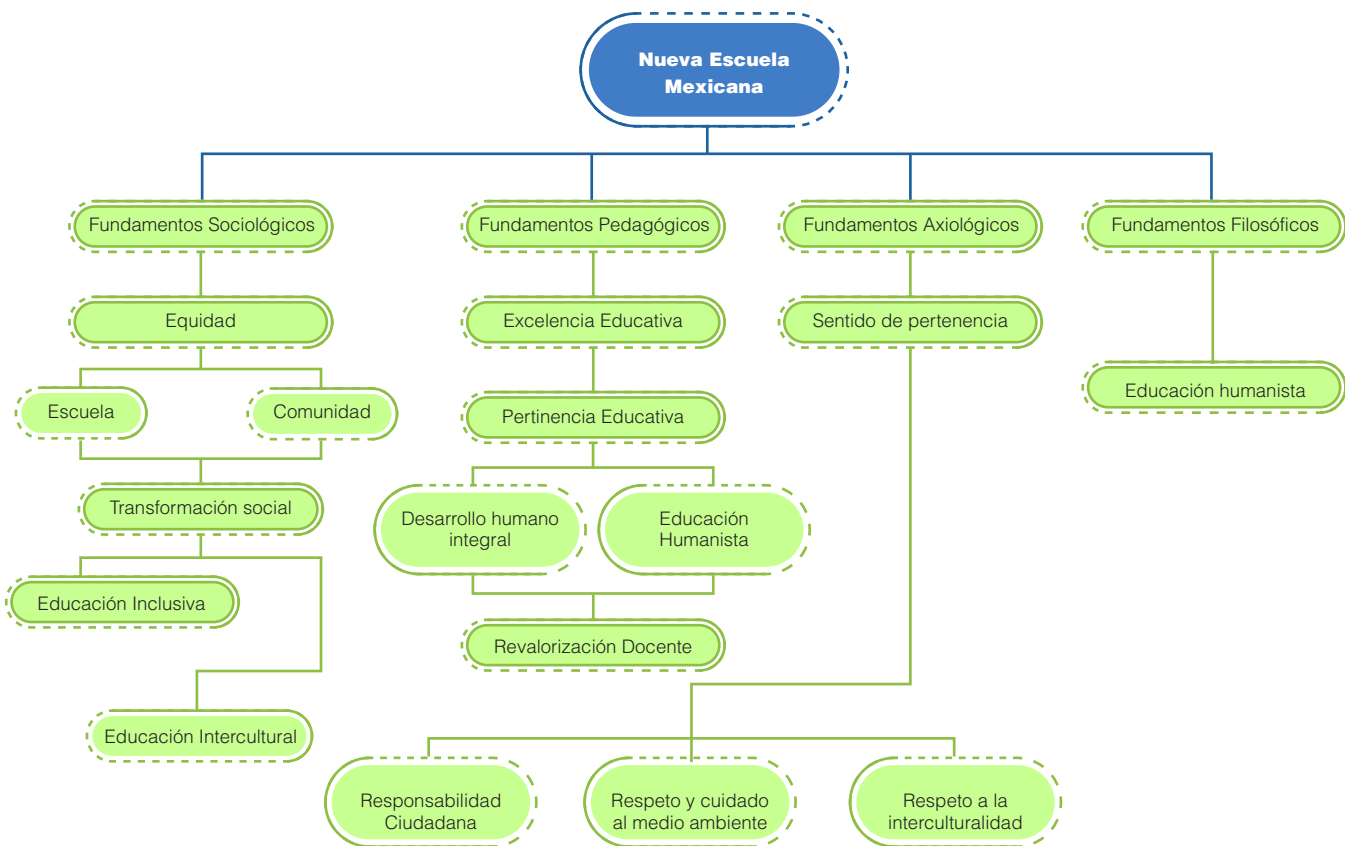 Nueva Escuela
Mexicana
Fundamentos Sociológicos
Fundamentos Pedagógicos
Fundamentos Axiológicos
Fundamentos Filosóficos
Equidad
Excelencia Educativa
Sentido de pertenencia
Educación humanista
Escuela
Comunidad
Pertinencia Educativa
Transformación social
Desarrollo humano
integral
Educación
Humanista
Educación Inclusiva
Revalorización Docente
Educación Intercultural
Responsabilidad
Ciudadana
Respeto y cuidado
al medio ambiente
Respeto a la
interculturalidad